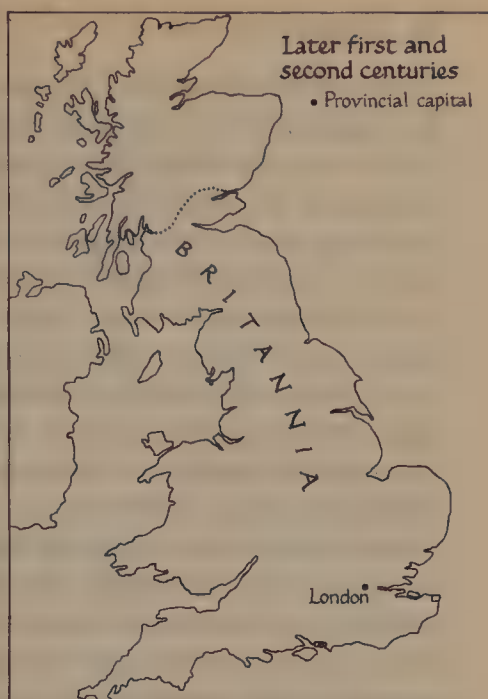 Later first and
second centuries
• Provincial capital
BRITANNIA
London